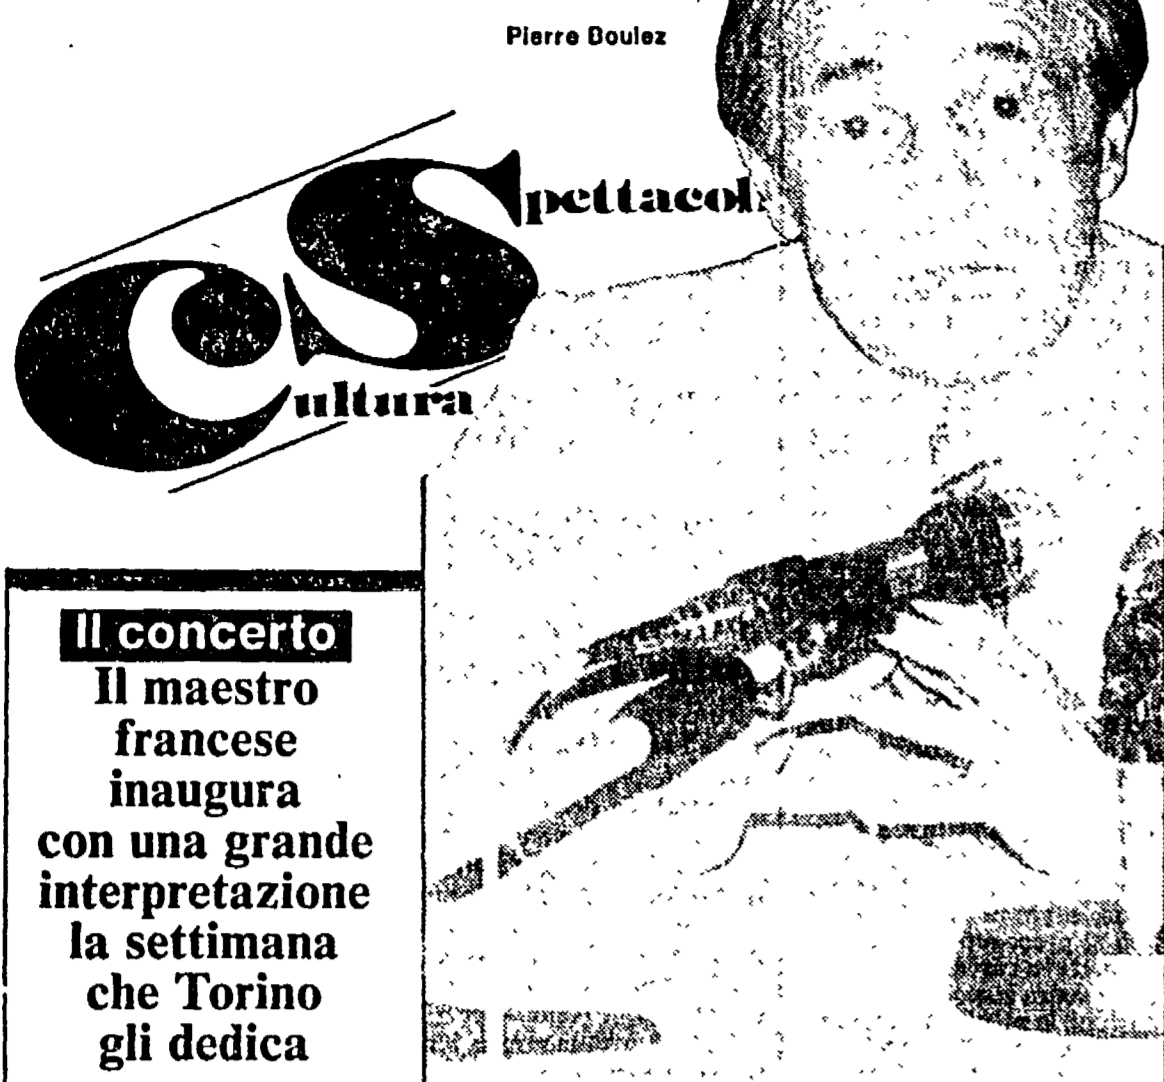 Pierre Boulez
Spettacoli
Cultura
Il concerto
Il maestro
francese
inaugura
con una grande
interpretazione
la settimana
che Torino
gli dedica